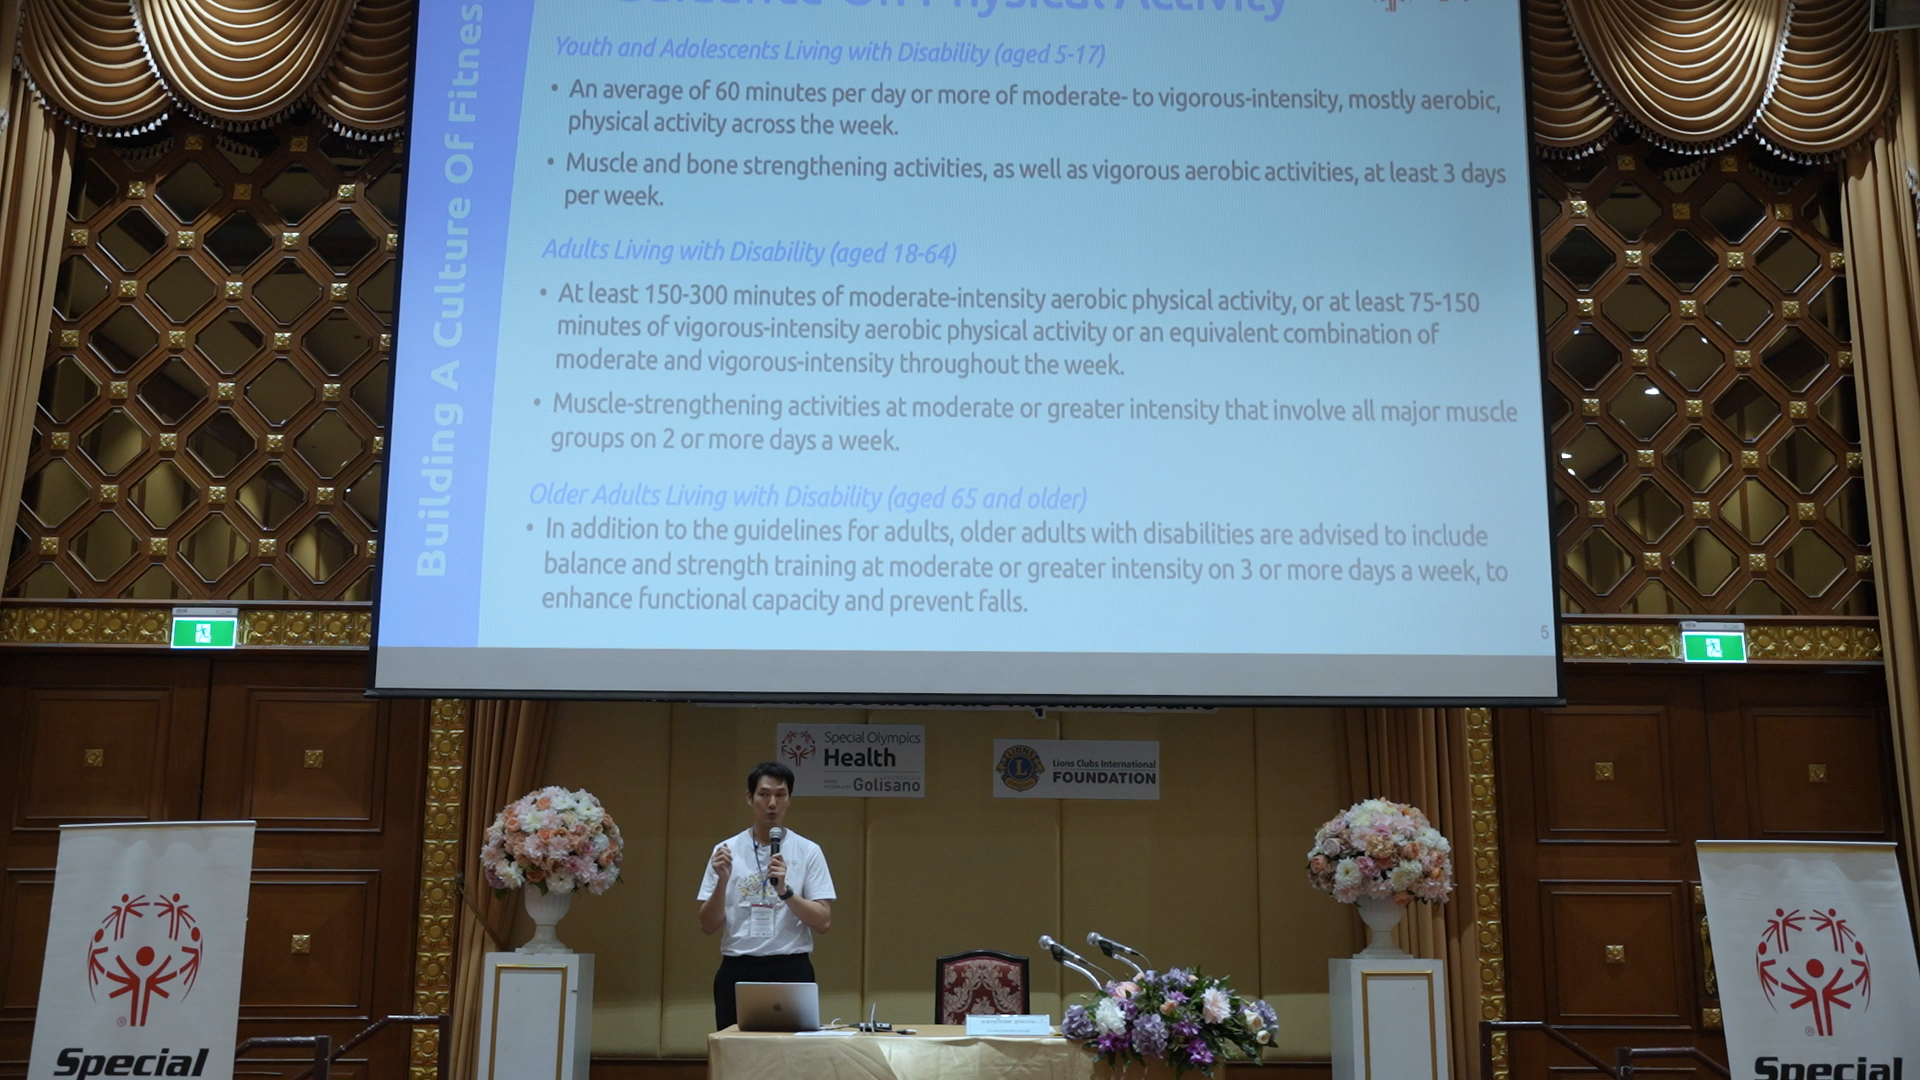 Guidance On Physical Activity
Building A Culture Of Fitnes
Youth and Adolescents Living with Disability (aged 5-17)
• An average of 60 minutes per day or more of moderate- to vigorous-intensity, mostly aerobic,
physical activity across the week.
• Muscle and bone strengthening activities, as well as vigorous aerobic activities, at least 3 days
per week.
Adults Living with Disability (aged 18-64)
• At least 150-300 minutes of moderate-intensity aerobic physical activity, or at least 75-150
minutes of vigorous-intensity aerobic physical activity or an equivalent combination of
moderate and vigorous-intensity throughout the week.
• Muscle-strengthening activities at moderate or greater intensity that involve all major muscle
groups on 2 or more days a week.
Older Adults Living with Disability (aged 65 and older)
• In addition to the guidelines for adults, older adults with disabilities are advised to include
balance and strength training at moderate or greater intensity on 3 or more days a week, to
enhance functional capacity and prevent falls.
5
Special Olympics
Health
Golisano
LIONS
L
Lions Clubs International
FOUNDATION
®
Special
®
Special